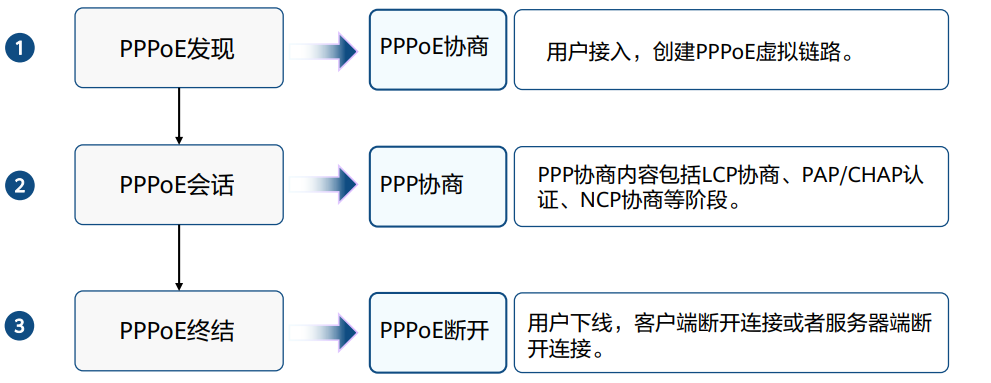 1
PPPoE发现
PPPoE协商
用户接入，创建PPPoE虚拟链路。
2
PPPoE会话
PPP协商
PPP协商内容包括LCP协商、PAP/CHAP认
证、NCP协商等阶段。
3
PPPoE终结
PPPoE断开
用户下线，客户端断开连接或者服务器端断
开连接。